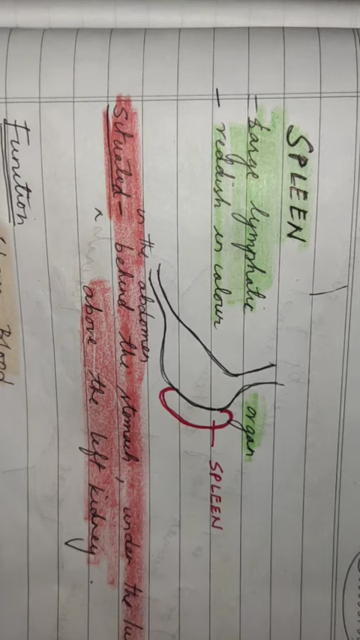 SPLEEN
- Large lymphatic organ
- reddish in colour
SPLEEN
in the abdomen
Situated - behind the stomach, under the
above the left kidney.
Function
Blood